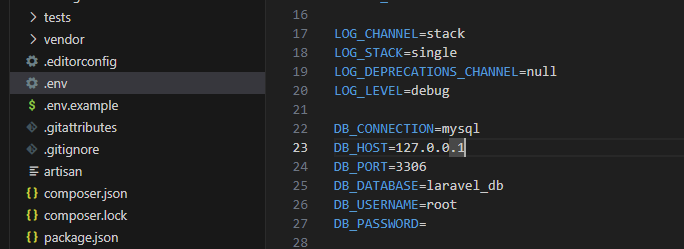 tests
vendor
.editorconfig
.env
.env.example
.gitattributes
.gitignore
artisan
composer.json
composer.lock
package.json
16
17 LOG_CHANNEL=stack
18 LOG_STACK=single
19 LOG_DEPRECATIONS_CHANNEL=null
20 LOG_LEVEL=debug
21
22 DB_CONNECTION=mysql
23 DB_HOST=127.0.0.1
24 DB_PORT=3306
25 DB_DATABASE=laravel_db
26 DB_USERNAME=root
27 DB_PASSWORD=
28